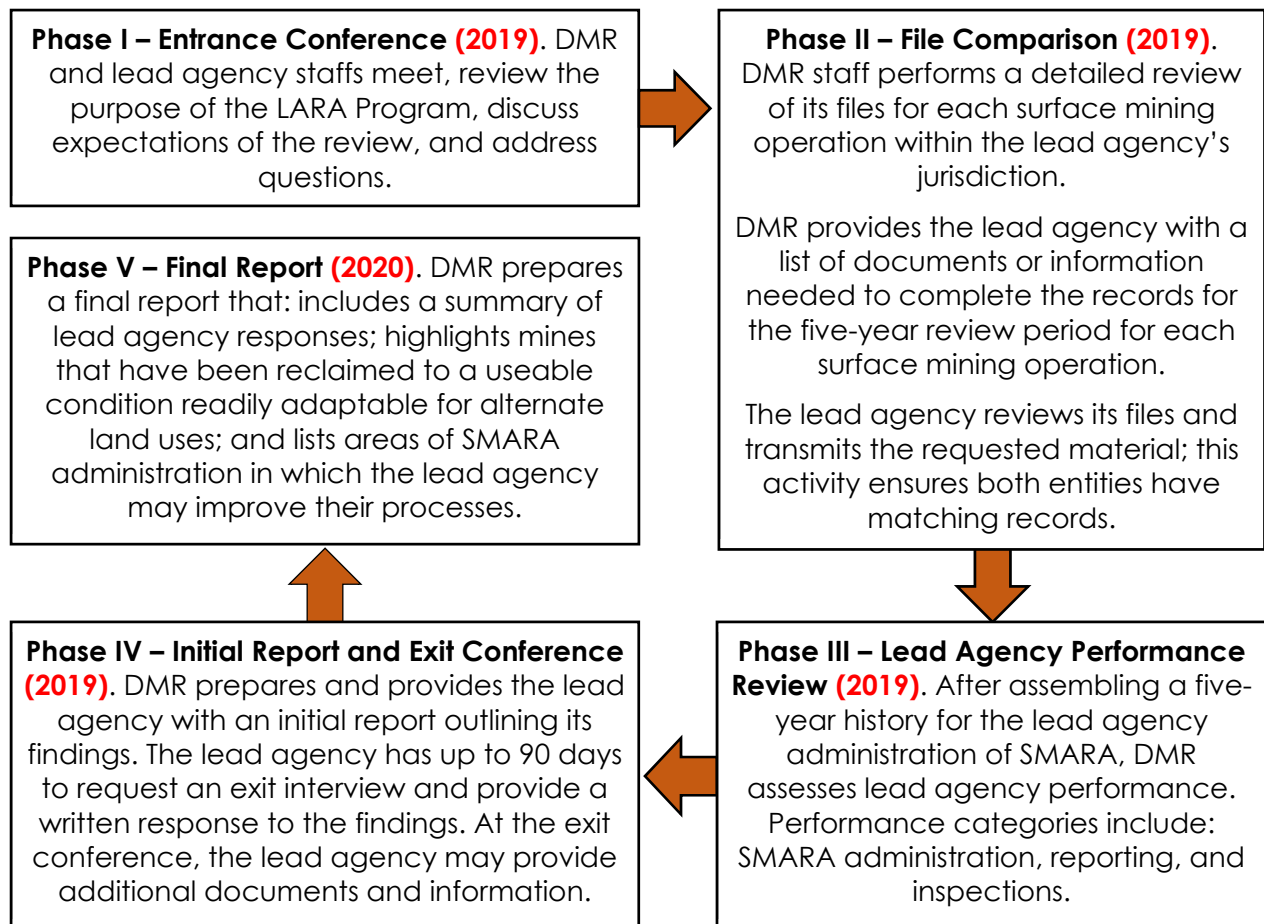 Phase I – Entrance Conference (2019). DMR
and lead agency staffs meet, review the
purpose of the LARA Program, discuss
expectations of the review, and address
questions.
Phase II – File Comparison (2019).
DMR staff performs a detailed review
of its files for each surface mining
operation within the lead agency’s
jurisdiction.
DMR provides the lead agency with a
list of documents or information
needed to complete the records for
the five-year review period for each
surface mining operation.
The lead agency reviews its files and
transmits the requested material; this
activity ensures both entities have
matching records.
Phase III – Lead Agency Performance
Review (2019). After assembling a five-
year history for the lead agency
administration of SMARA, DMR
assesses lead agency performance.
Performance categories include:
SMARA administration, reporting, and
inspections.
Phase IV – Initial Report and Exit Conference
(2019). DMR prepares and provides the lead
agency with an initial report outlining its
findings. The lead agency has up to 90 days
to request an exit interview and provide a
written response to the findings. At the exit
conference, the lead agency may provide
additional documents and information.
Phase V – Final Report (2020). DMR prepares
a final report that: includes a summary of
lead agency responses; highlights mines
that have been reclaimed to a useable
condition readily adaptable for alternate
land uses; and lists areas of SMARA
administration in which the lead agency
may improve their processes.